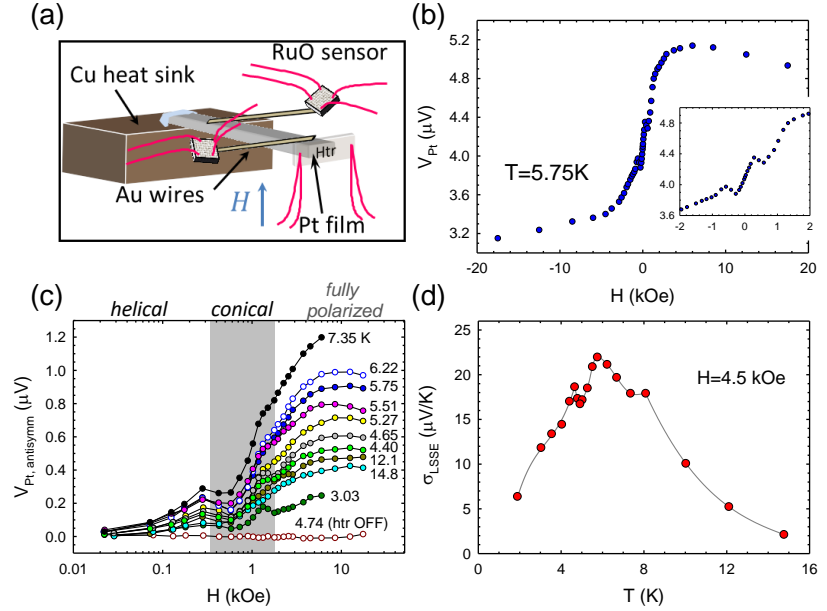 (a)
RuO sensor
Cu heat sink
Htr
Au wires
H
Pt film
(b)
5.2
4.8
4.4
4.0
3.6
3.2
V_Pt (μV)
T=5.75K
4.8
4.4
4.0
3.6
-2 -1 0 1 2
-20 -10 0 10 20
H (kOe)
(c)
helical conical fully polarized
1.2
1.0
0.8
0.6
0.4
0.2
0.0
V_Pt, antisymm (μV)
7.35 K
6.22
5.75
5.51
5.27
4.65
4.40
12.1
14.8
3.03
4.74 (htr OFF)
0.01 0.1 1 10
H (kOe)
(d)
25
20
15
10
5
0
σ_LSSE (μV/K)
H=4.5 kOe
0 4 8 12 16
T (K)